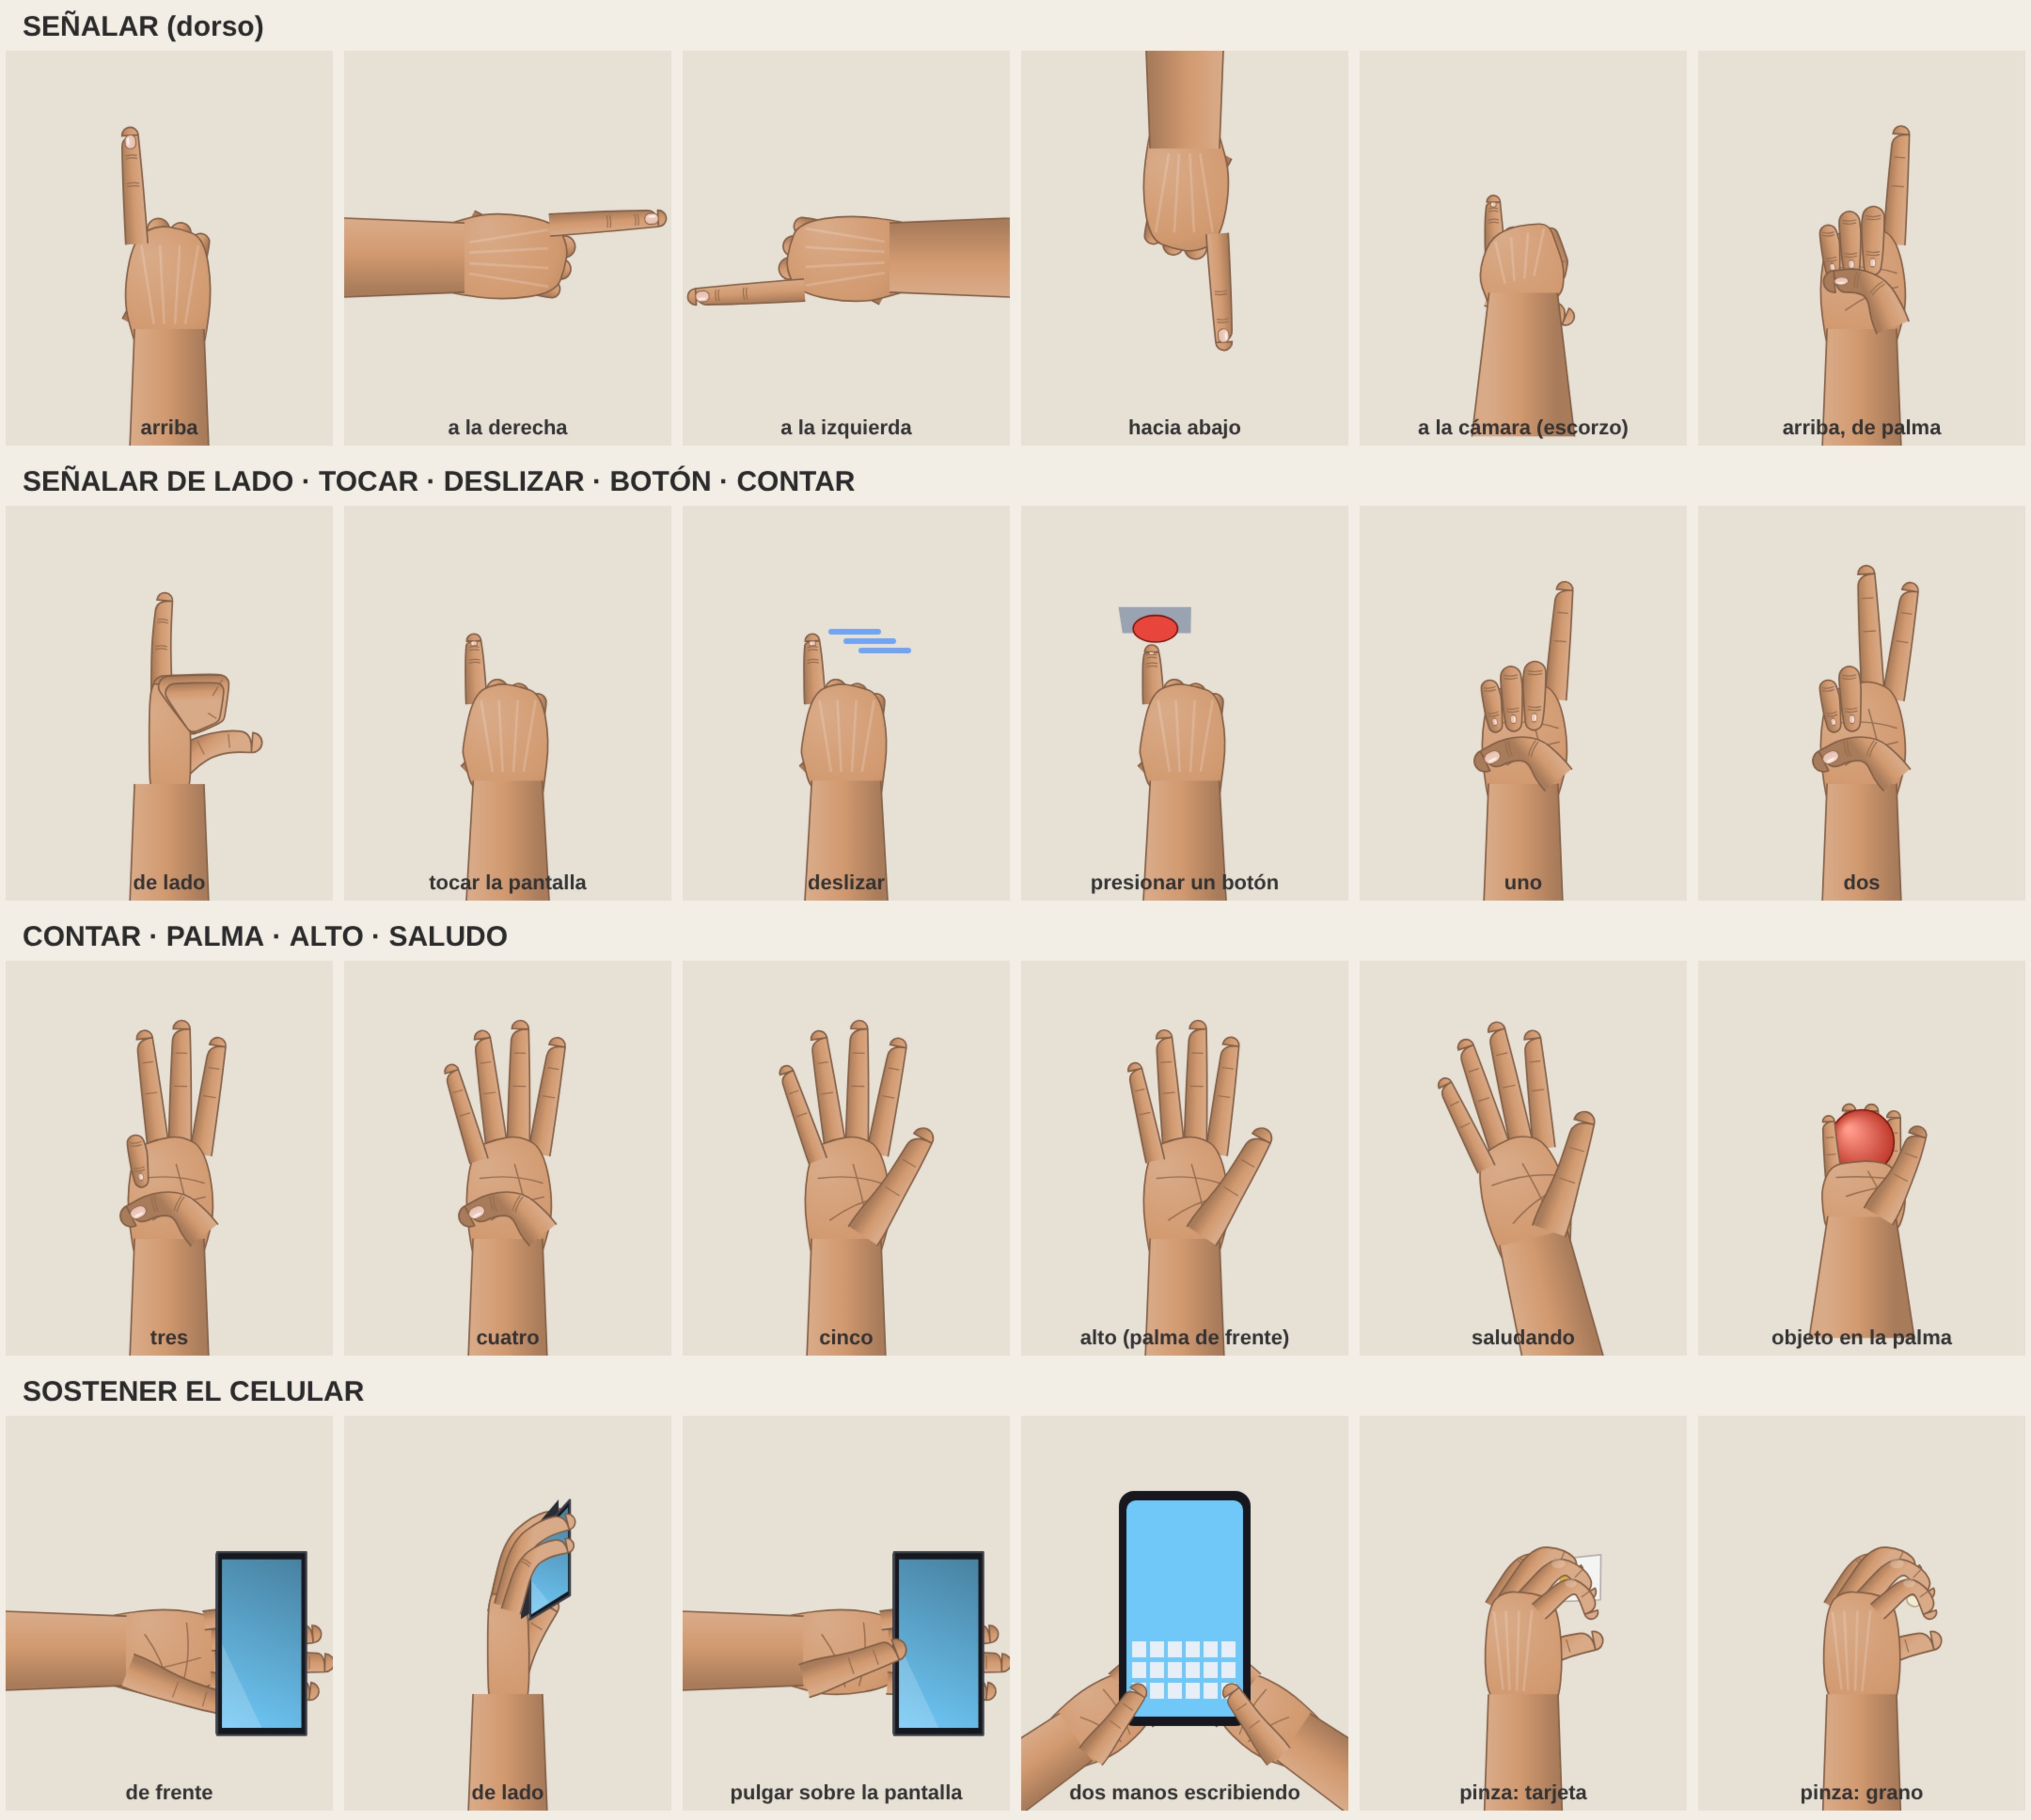 SEÑALAR (dorso)
arriba
a la derecha
a la izquierda
hacia abajo
a la cámara (escorzo)
arriba, de palma
SEÑALAR DE LADO · TOCAR · DESLIZAR · BOTÓN · CONTAR
de lado
tocar la pantalla
deslizar
presionar un botón
uno
dos
CONTAR · PALMA · ALTO · SALUDO
tres
cuatro
cinco
alto (palma de frente)
saludando
objeto en la palma
SOSTENER EL CELULAR
de frente
de lado
pulgar sobre la pantalla
dos manos escribiendo
pinza: tarjeta
pinza: grano